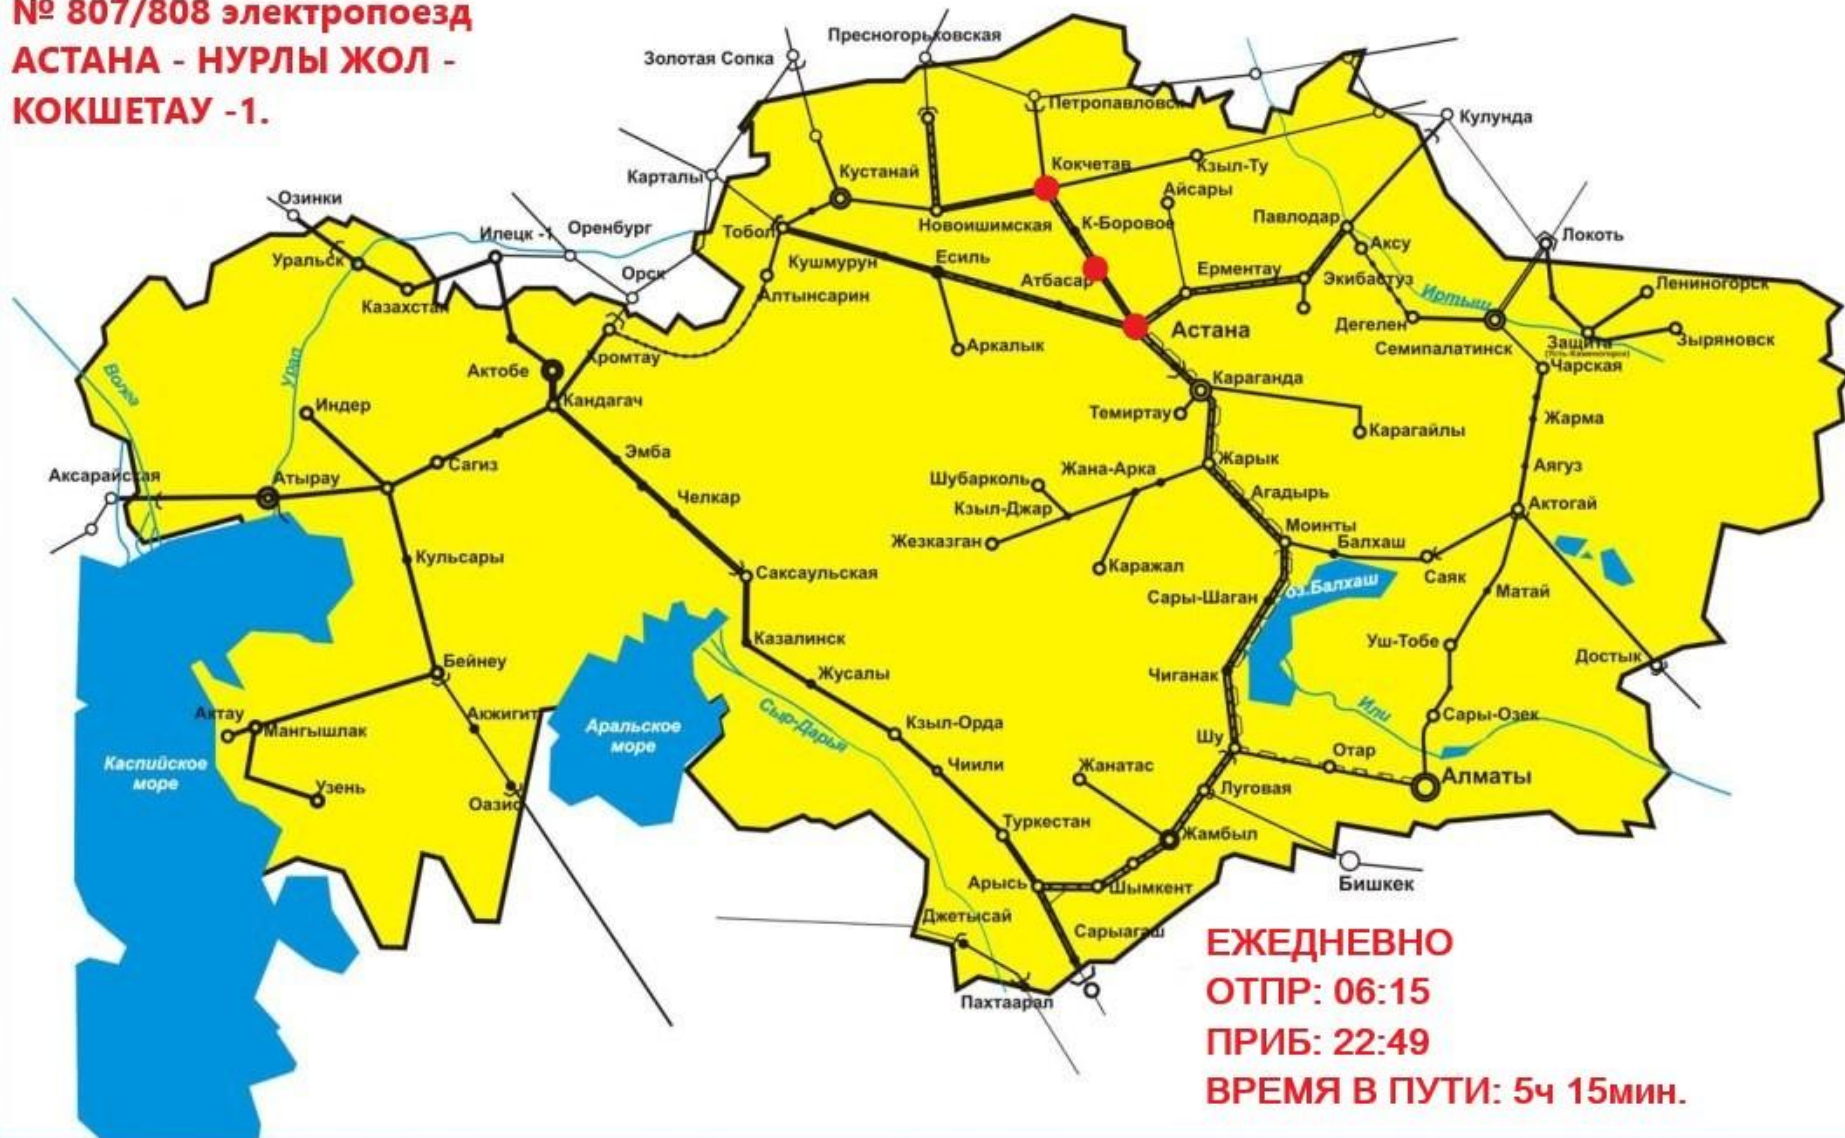 № 807/808 электропоезд
АСТАНА - НУРЛЫ ЖОЛ -
КОКШЕТАУ -1.
Пресногорьковская
Золотая Сопка
Петропавловск
Кулунда
Карталы
Кустанай
Кокчетав
Кзыл-Ту
Айсары
Озинки
Илецк -1
Оренбург
Тобол
Новоишимская
К-Боровое
Павлодар
Аксу
Локоть
Уральск
Орск
Кушмурун
Есиль
Атбасар
Ерментау
Экибастуз
Иртыш
Лениногорск
Казахстан
Алтынсарин
Астана
Дегелен
Семипалатинск
Защита
(Усть-Каменогорск)
Зыряновск
Хромтау
Аркалык
Чарская
Волга
Урал
Актобе
Караганда
Индер
Кандагач
Темиртау
Карагайлы
Жарма
Аксарайская
Атырау
Сагиз
Эмба
Челкар
Шубарколь
Жана-Арка
Жарык
Аягуз
Кзыл-Джар
Агадырь
Актогай
Жезказган
Моинты
Балхаш
Кульсары
Саксаульская
Каражал
Саяк
Сары-Шаган
оз.Балхаш
Матай
Казалинск
Уш-Тобе
Бейнеу
Жусалы
Чиганак
Достык
Актау
Мангышлак
Акжигит
Аральское
море
Сыр-Дарья
Кзыл-Орда
Или
Сары-Озек
Каспийское
море
Узень
Оазис
Чиили
Жанатас
Шу
Отар
Алматы
Луговая
Туркестан
Жамбыл
Арысь
Шымкент
Бишкек
Джетысай
Сарыагаш
Пахтаарал
ЕЖЕДНЕВНО
ОТПР: 06:15
ПРИБ: 22:49
ВРЕМЯ В ПУТИ: 5ч 15мин.